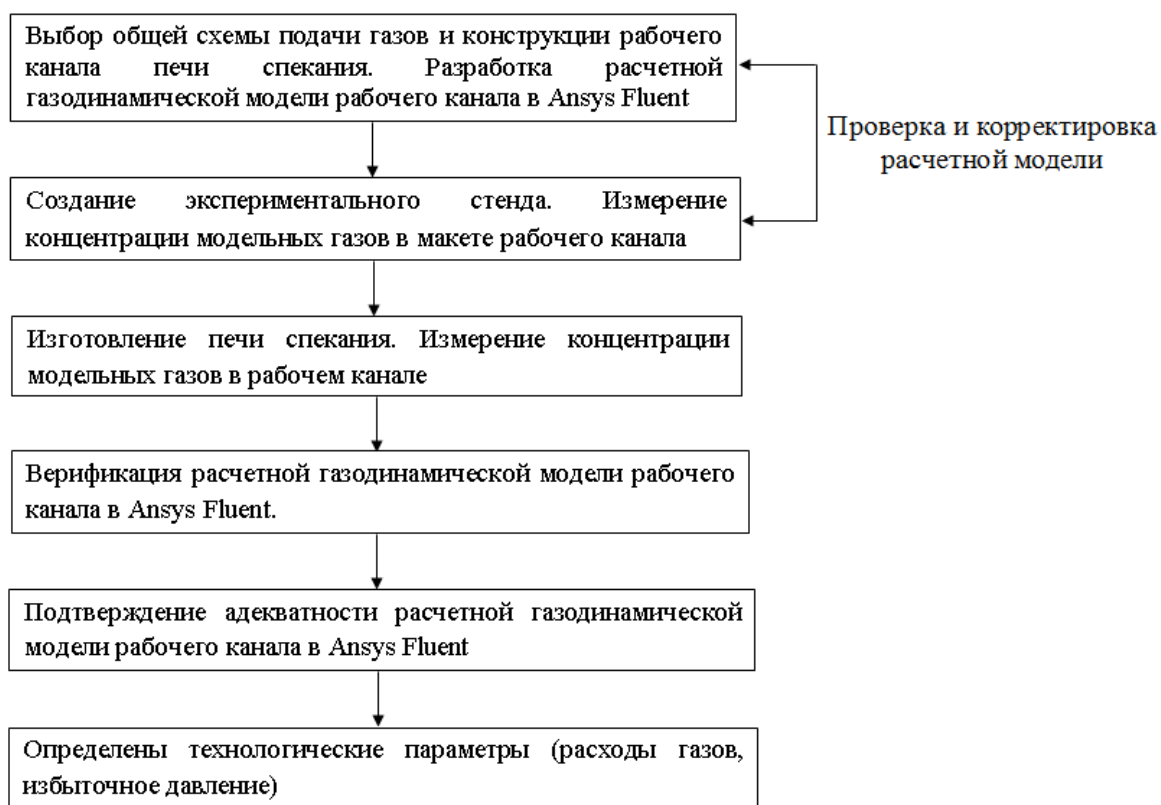 Выбор общей схемы подачи газов и конструкции рабочего
канала печи спекания. Разработка расчетной
газодинамической модели рабочего канала в Ansys Fluent
Проверка и корректировка
расчетной модели
Создание экспериментального стенда. Измерение
концентрации модельных газов в макете рабочего канала
Изготовление печи спекания. Измерение концентрации
модельных газов в рабочем канале
Верификация расчетной газодинамической модели рабочего
канала в Ansys Fluent.
Подтверждение адекватности расчетной газодинамической
модели рабочего канала в Ansys Fluent
Определены технологические параметры (расходы газов,
избыточное давление)